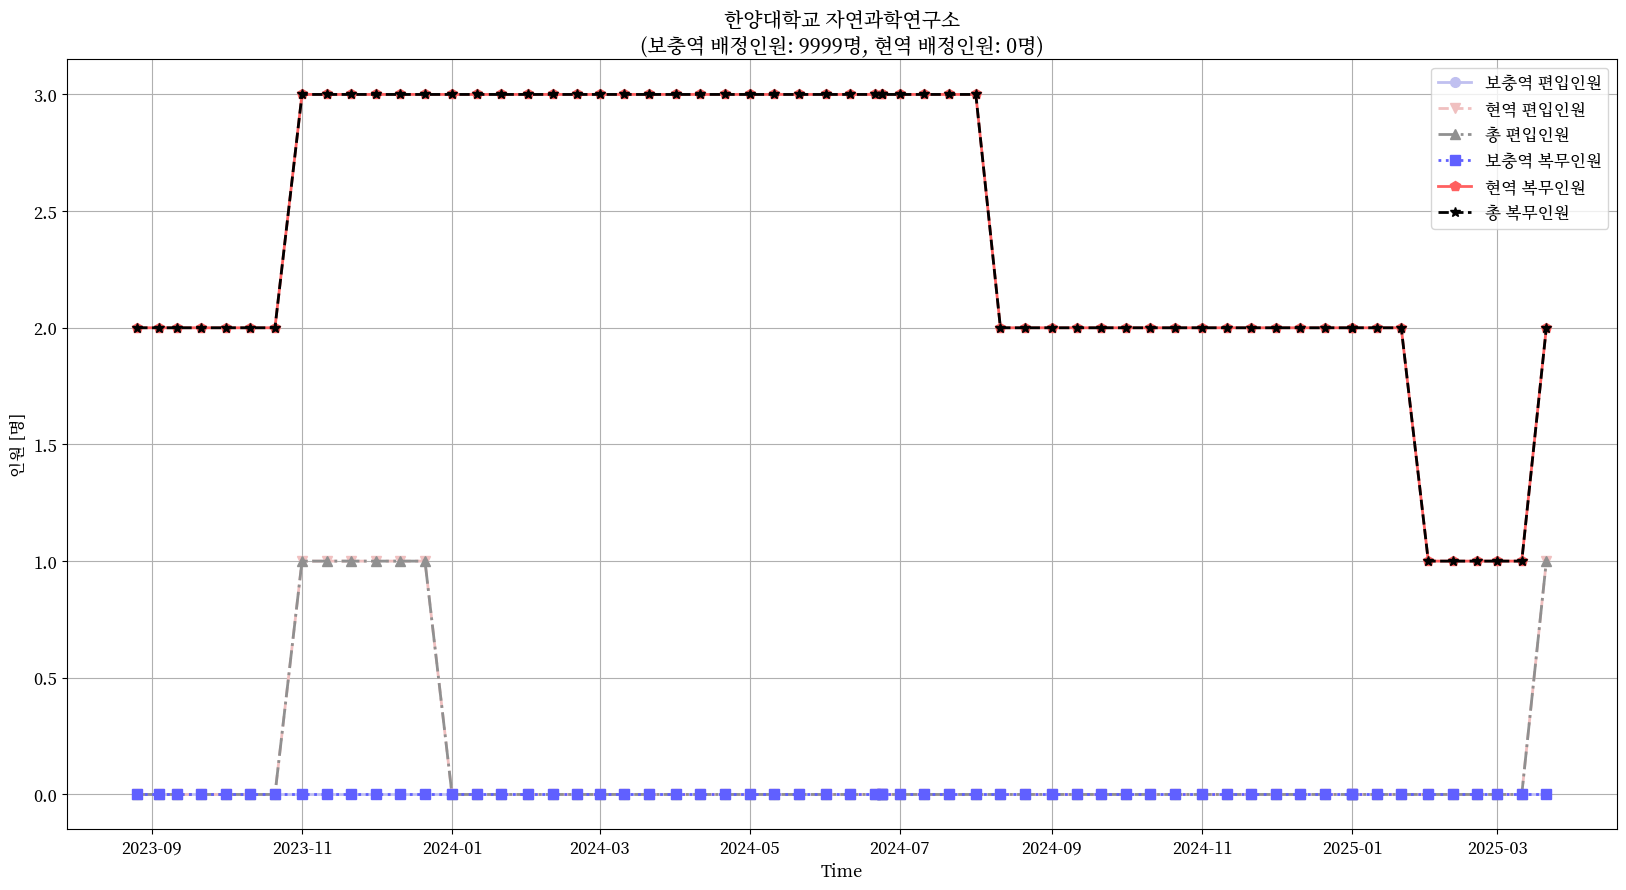 한양대학교 자연과학연구소
(보충역 배정인원: 9999명, 현역 배정인원: 0명)
보충역 편입인원
현역 편입인원
총 편입인원
보충역 복무인원
현역 복무인원
총 복무인원
3.0
2.5
2.0
1.5
1.0
0.5
0.0
인원 [명]
2023-09 2023-11 2024-01 2024-03 2024-05 2024-07 2024-09 2024-11 2025-01 2025-03
Time